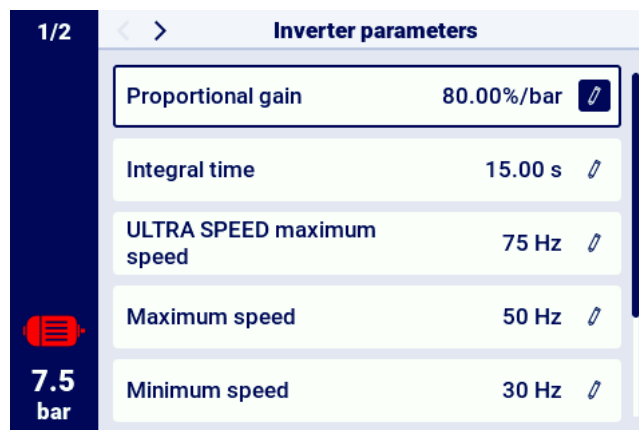 1/2
Inverter parameters
Proportional gain 80.00%/bar
Integral time 15.00 s
ULTRA SPEED maximum
speed 75 Hz
Maximum speed 50 Hz
Minimum speed 30 Hz
7.5
bar